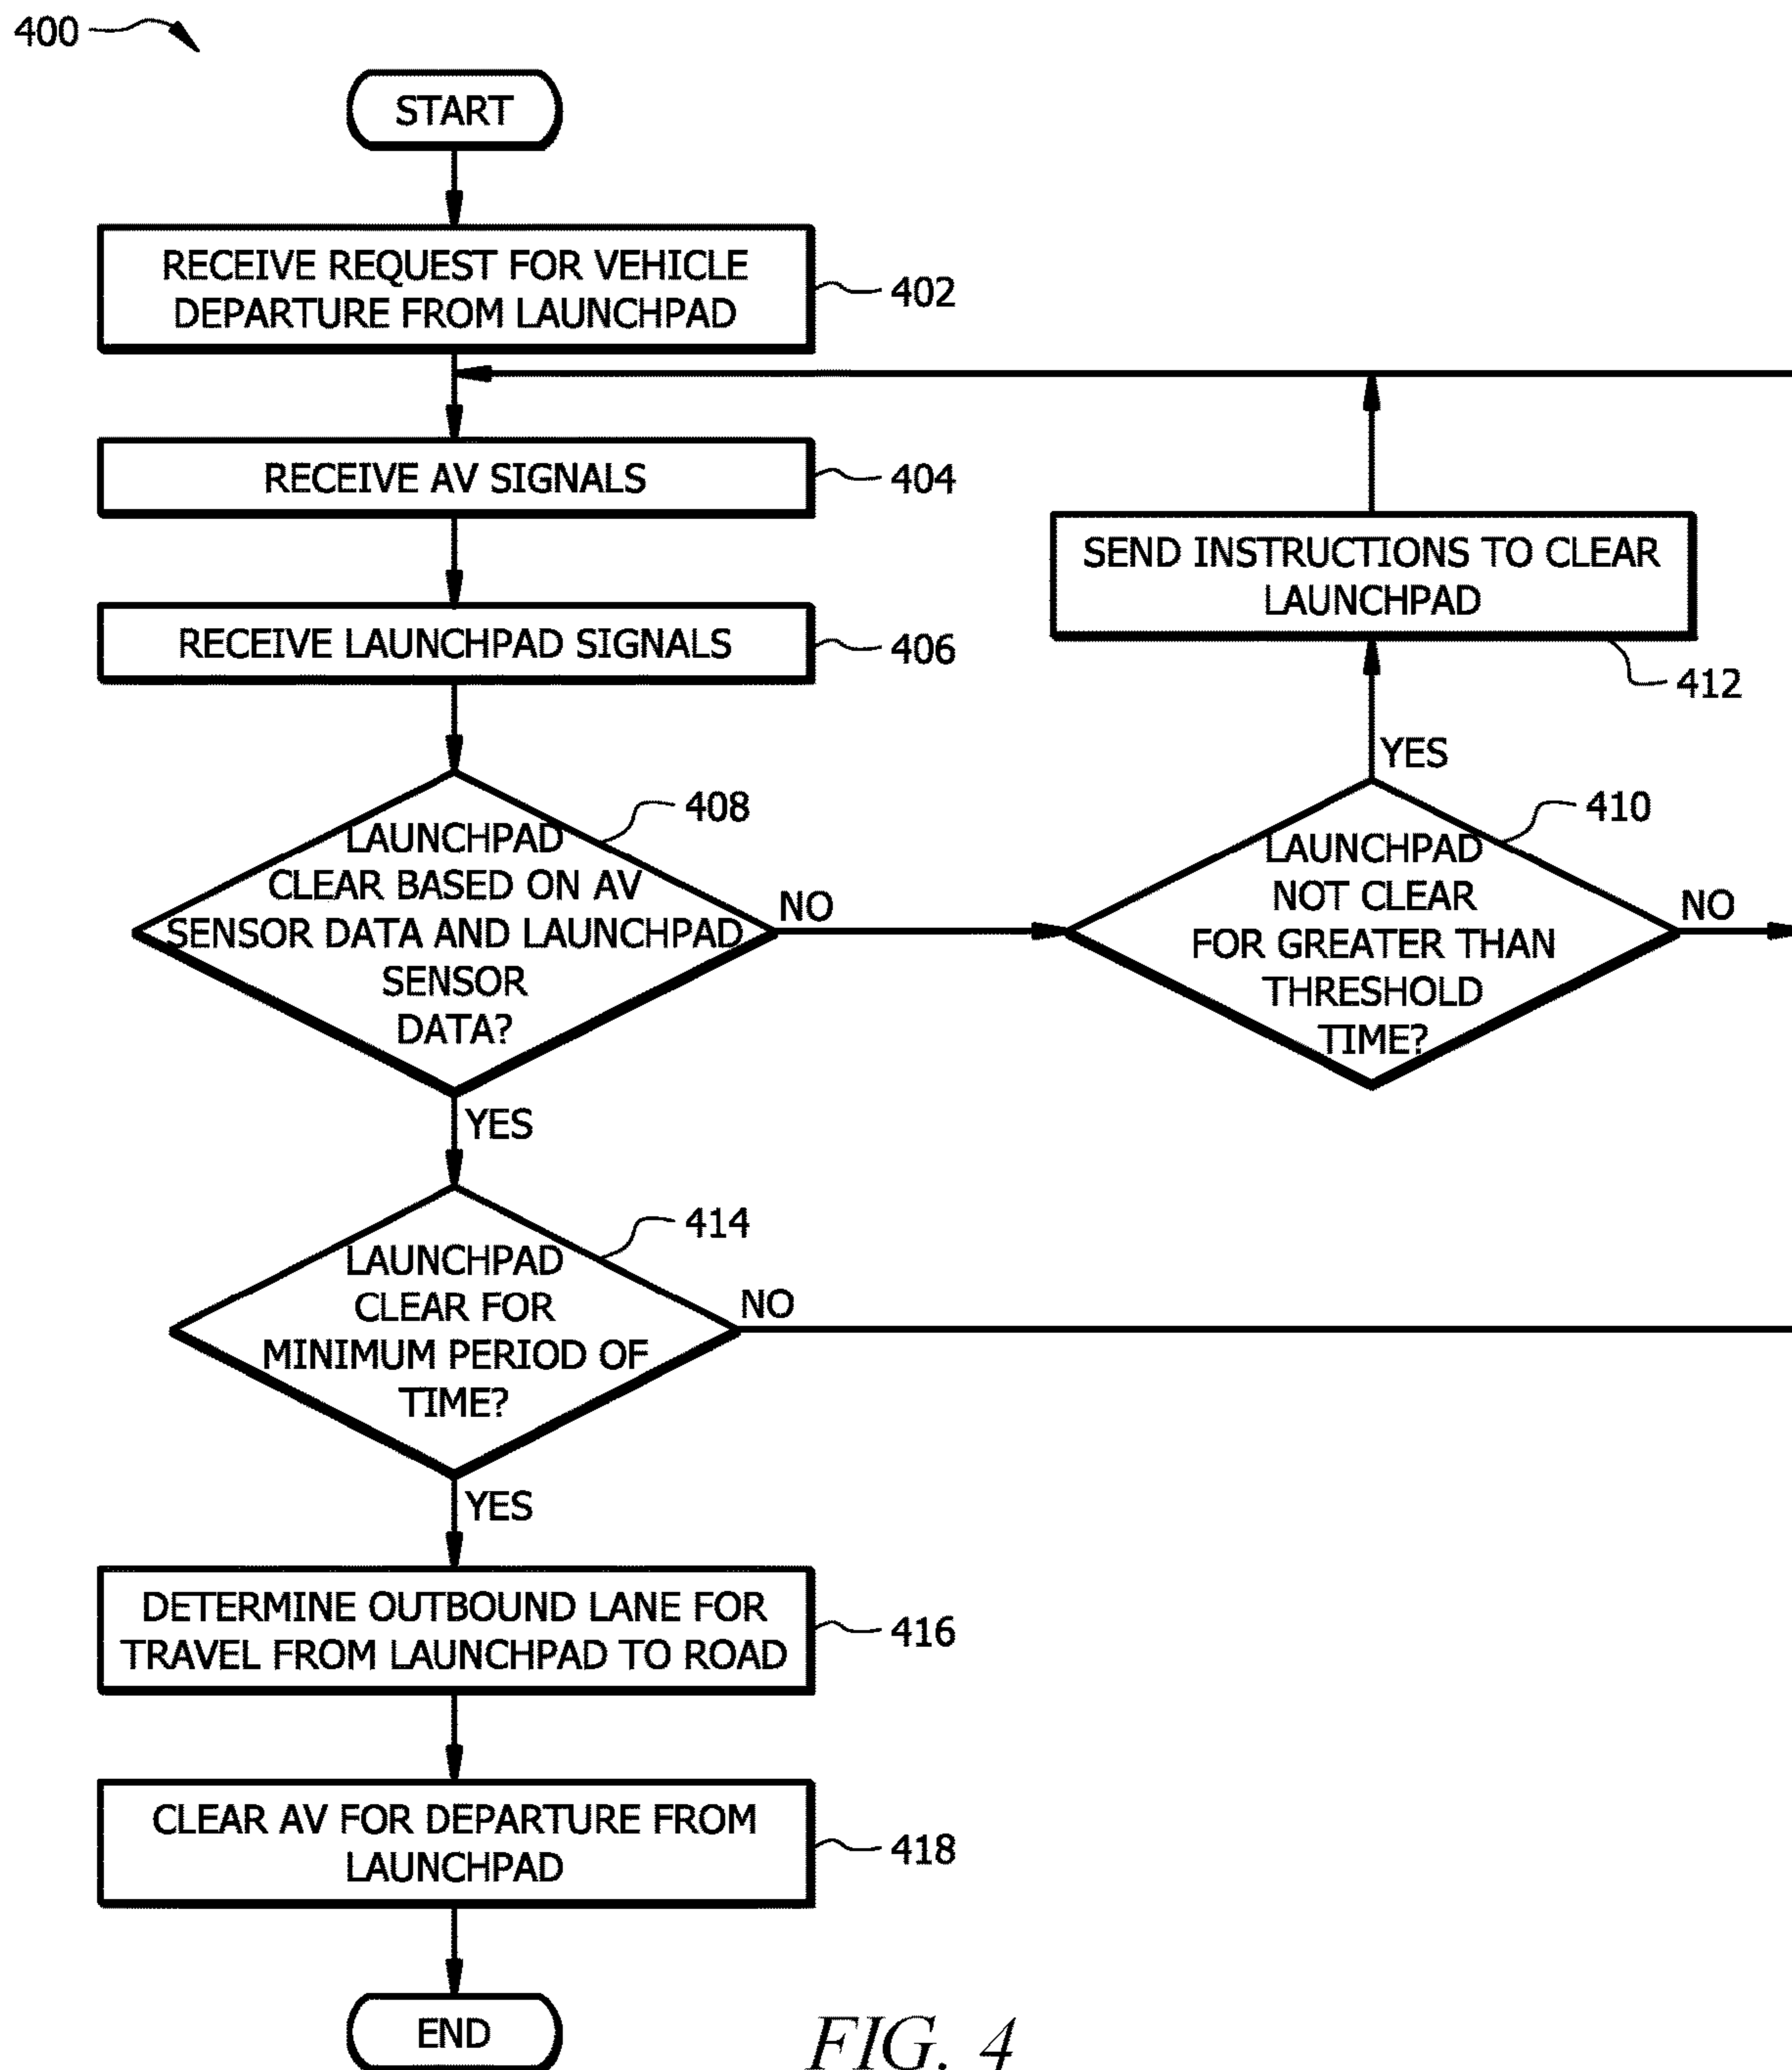 400
START
RECEIVE REQUEST FOR VEHICLE
DEPARTURE FROM LAUNCHPAD
402
RECEIVE AV SIGNALS
404
RECEIVE LAUNCHPAD SIGNALS
406
SEND INSTRUCTIONS TO CLEAR
LAUNCHPAD
412
LAUNCHPAD
CLEAR BASED ON AV
SENSOR DATA AND LAUNCHPAD
SENSOR
DATA?
408
NO
YES
LAUNCHPAD
NOT CLEAR
FOR GREATER THAN
THRESHOLD
TIME?
410
YES
NO
LAUNCHPAD
CLEAR FOR
MINIMUM PERIOD OF
TIME?
414
NO
YES
DETERMINE OUTBOUND LANE FOR
TRAVEL FROM LAUNCHPAD TO ROAD
416
CLEAR AV FOR DEPARTURE FROM
LAUNCHPAD
418
END
FIG. 4